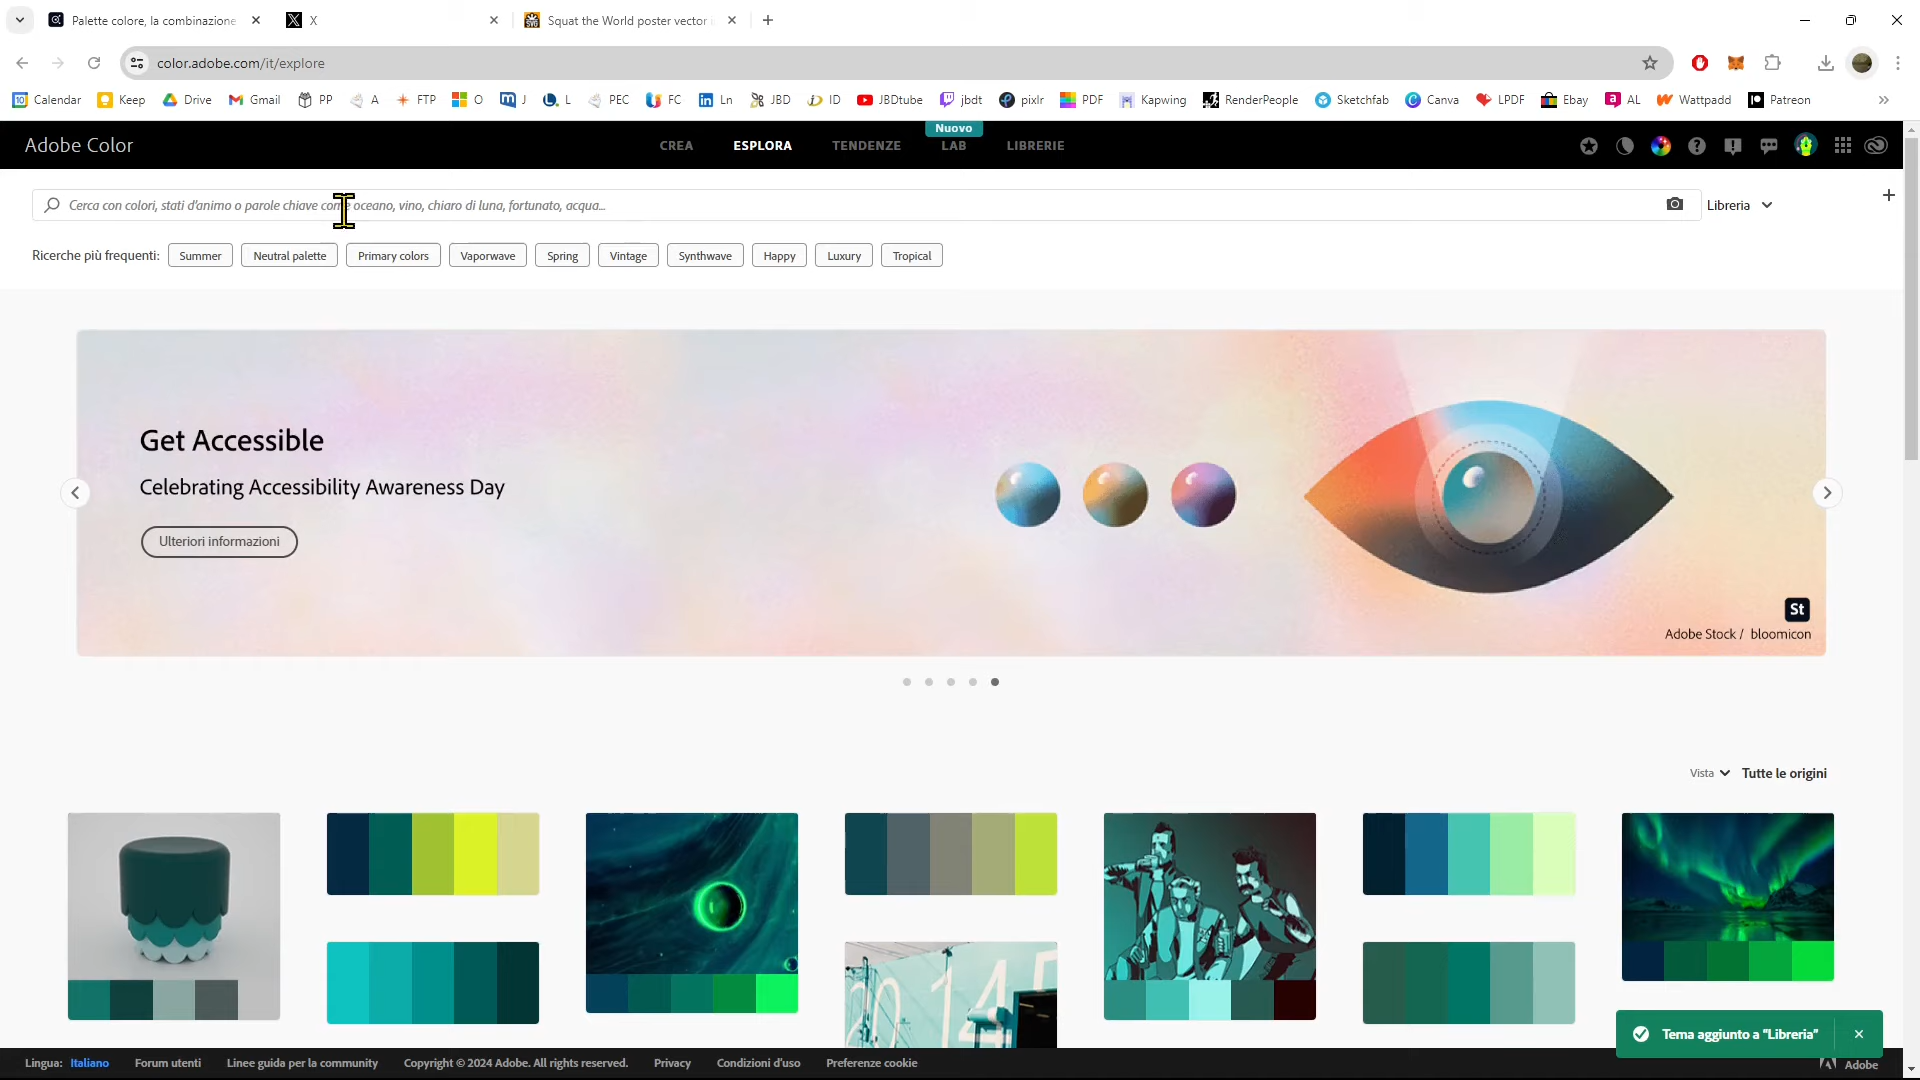 Palette colore, la combinazione
X
Squat the World poster vector i
color.adobe.com/it/explore
Calendar
Keep
Drive
Gmail
PP
A
FTP
O
J
L
PEC
FC
Ln
JBD
ID
JBDtube
jbdt
pixlr
PDF
Kapwing
RenderPeople
Sketchfab
Canva
LPDF
Ebay
AL
Wattpadd
Patreon
Adobe Color
CREA
ESPLORA
TENDENZE
Nuovo
LAB
LIBRERIE
Cerca con colori, stati d'animo o parole chiave come oceano, vino, chiaro di luna, fortunato, acqua...
Libreria
Ricerche più frequenti:
Summer
Neutral palette
Primary colors
Vaporwave
Spring
Vintage
Synthwave
Happy
Luxury
Tropical
Get Accessible
Celebrating Accessibility Awareness Day
Ulteriori informazioni
St
Adobe Stock / bloomicon
Vista
Tutte le origini
Tema aggiunto a "Libreria"
Lingua: Italiano
Forum utenti
Linee guida per la community
Copyright © 2024 Adobe. All rights reserved.
Privacy
Condizioni d'uso
Preferenze cookie
Adobe